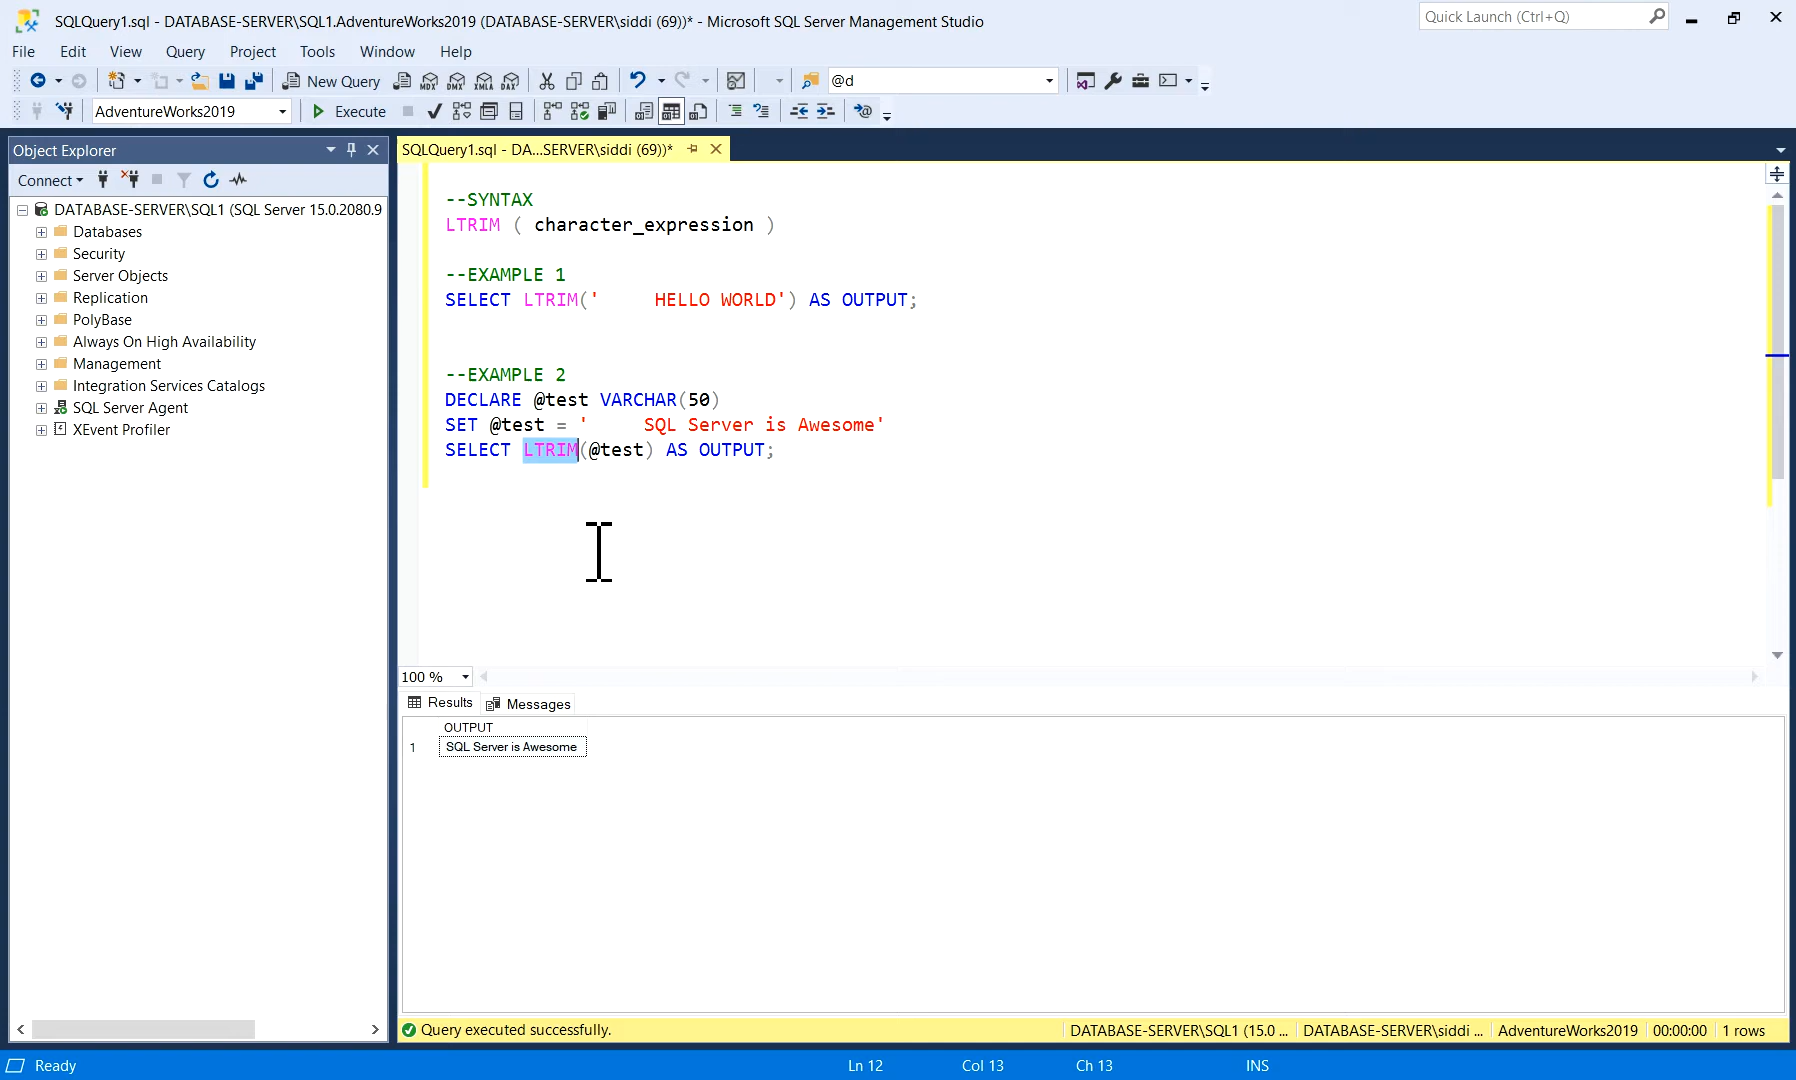 SQLQuery1.sql - DATABASE-SERVER\SQL1.AdventureWorks2019 (DATABASE-SERVER\siddi (69))* - Microsoft SQL Server Management Studio
Quick Launch (Ctrl+Q)
File Edit View Query Project Tools Window Help
New Query
MDX DMX XMLA DAX
@d
AdventureWorks2019
Execute
Object Explorer
SQLQuery1.sql - DA...SERVER\siddi (69))*
Connect
DATABASE-SERVER\SQL1 (SQL Server 15.0.2080.9
Databases
Security
Server Objects
Replication
PolyBase
Always On High Availability
Management
Integration Services Catalogs
SQL Server Agent
XEvent Profiler
--SYNTAX
LTRIM ( character_expression )
--EXAMPLE 1
SELECT LTRIM('     HELLO WORLD') AS OUTPUT;
--EXAMPLE 2
DECLARE @test VARCHAR(50)
SET @test = '     SQL Server is Awesome'
SELECT LTRIM(@test) AS OUTPUT;
100 %
Results Messages
OUTPUT
1 SQL Server is Awesome
Query executed successfully.
DATABASE-SERVER\SQL1 (15.0 ... DATABASE-SERVER\siddi ... AdventureWorks2019 00:00:00 1 rows
Ready Ln 12 Col 13 Ch 13 INS